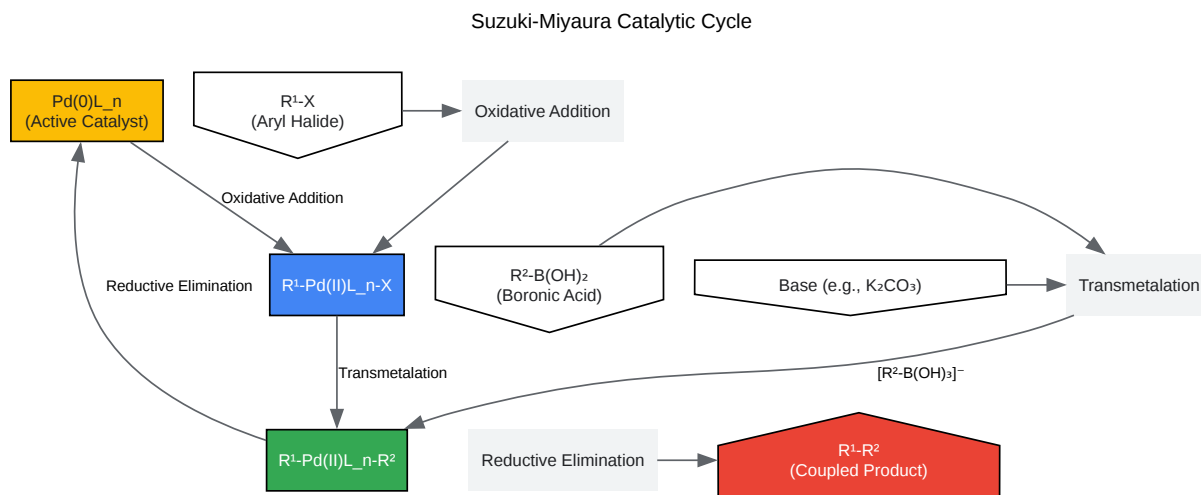 Suzuki-Miyaura Catalytic Cycle
Pd(0)L_n
(Active Catalyst)
R¹-X
(Aryl Halide)
Oxidative Addition
Oxidative Addition
Reductive Elimination
R¹-Pd(II)L_n-X
R²-B(OH)₂
(Boronic Acid)
Base (e.g., K₂CO₃)
Transmetalation
Transmetalation
[R²-B(OH)₃]⁻
R¹-Pd(II)L_n-R²
Reductive Elimination
R¹-R²
(Coupled Product)